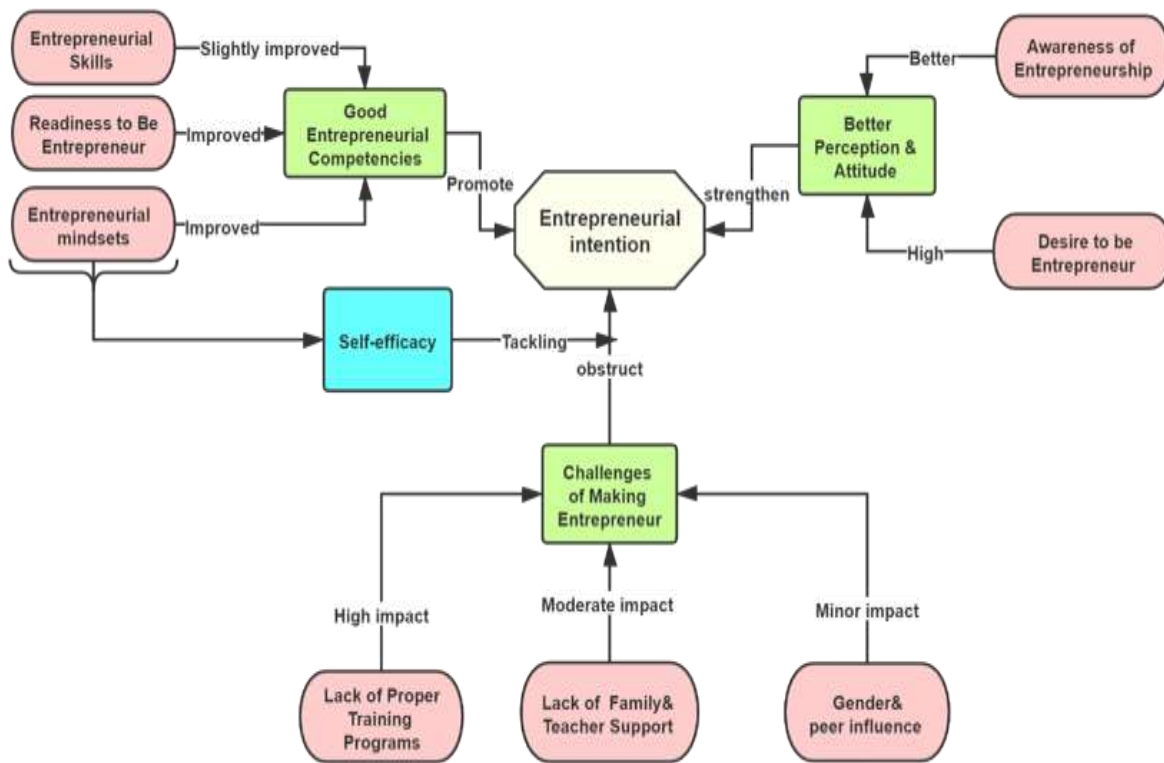 Entrepreneurial
Skills
Slightly improved
Readiness to Be
Entrepreneur
Improved
Entrepreneurial
mindsets
Improved
Good
Entrepreneurial
Competencies
Promote
Entrepreneurial
intention
strengthen
Better
Perception &
Attitude
Better
Awareness of
Entrepreneurship
High
Desire to be
Entrepreneur
Self-efficacy
Tackling
obstruct
Challenges
of Making
Entrepreneur
High impact
Moderate impact
Minor impact
Lack of Proper
Training
Programs
Lack of Family&
Teacher Support
Gender&
peer influence